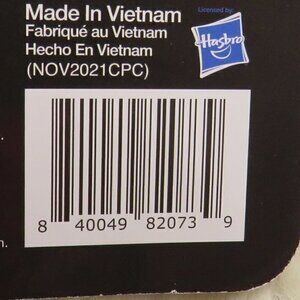 Made In Vietnam
Fabriqué au Vietnam
Hecho En Vietnam
(NOV2021CPC)
Licensed by:
Hasbro
8 40049 82073 9